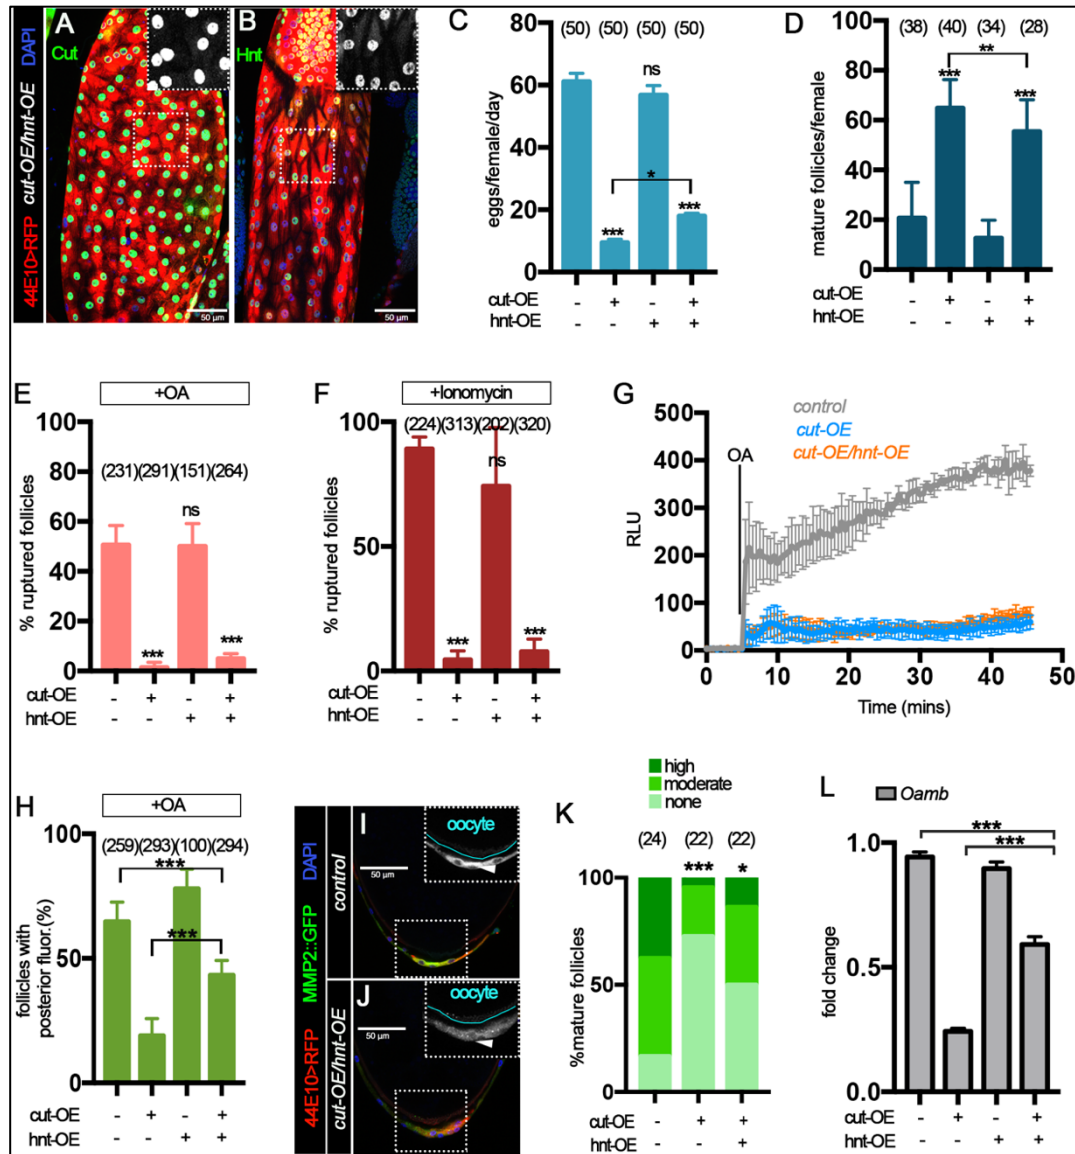 A
Cut
44E10>RFP cut-OE/hnt-OE DAPI
50 µm
B
Hnt
50 µm
C
(50) (50) (50) (50)
ns
*
***
***
eggs/female/day
80
60
40
20
0
cut-OE - + - +
hnt-OE - - + +
D
(38) (40) (34) (28)
**
***
***
mature follicles/female
100
80
60
40
20
0
cut-OE - + - +
hnt-OE - - + +
E
+OA
(231)(291)(151)(264)
ns
***
***
% ruptured follicles
100
80
60
40
20
0
cut-OE - + - +
hnt-OE - - + +
F
+Ionomycin
(224)(313)(202)(320)
ns
***
***
% ruptured follicles
100
50
0
cut-OE - + - +
hnt-OE - - + +
G
control
cut-OE
cut-OE/hnt-OE
OA
RLU
500
400
300
200
100
0
0 10 20 30 40 50
Time (mins)
H
+OA
(259)(293)(100)(294)
***
***
follicles with
posterior fluor.(%)
100
50
0
cut-OE - + - +
hnt-OE - - + +
44E10>RFP MMP2::GFP DAPI
control
I
oocyte
50 µm
cut-OE/hnt-OE
J
oocyte
50 µm
K
high
moderate
none
(24) (22) (22)
*** *
%mature follicles
100
50
0
cut-OE - + +
hnt-OE - - +
L
Oamb
***
***
fold change
1.0
0.5
0.0
cut-OE - + - +
hnt-OE - - + +